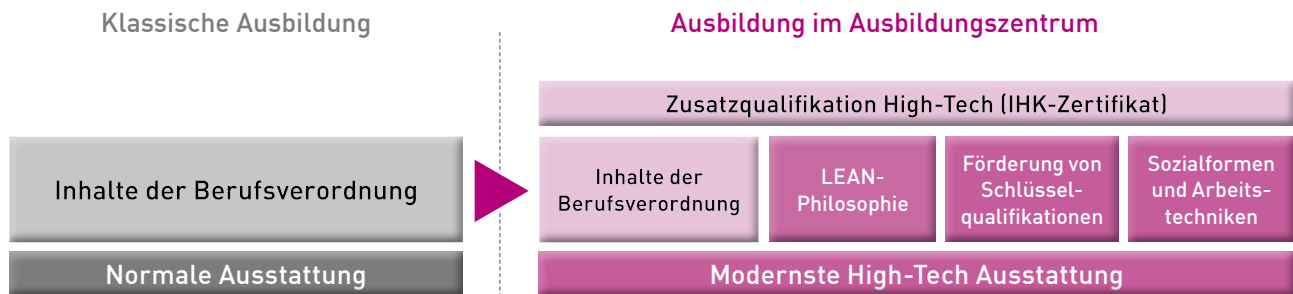 Klassische Ausbildung
Ausbildung im Ausbildungszentrum
Zusatzqualifikation High-Tech (IHK-Zertifikat)
Inhalte der Berufsverordnung
Inhalte der
Berufsverordnung
LEAN-
Philosophie
Förderung von
Schlüssel-
qualifikationen
Sozialformen
und Arbeits-
techniken
Normale Ausstattung
Modernste High-Tech Ausstattung